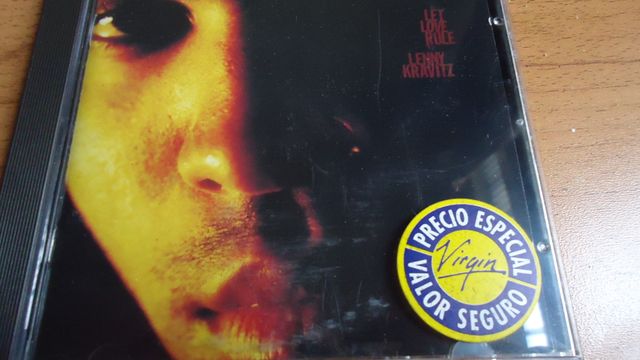 LET
LOVE
RULE
LENNY
KRAVITZ
PRECIO ESPECIAL
Virgin
VALOR SEGURO